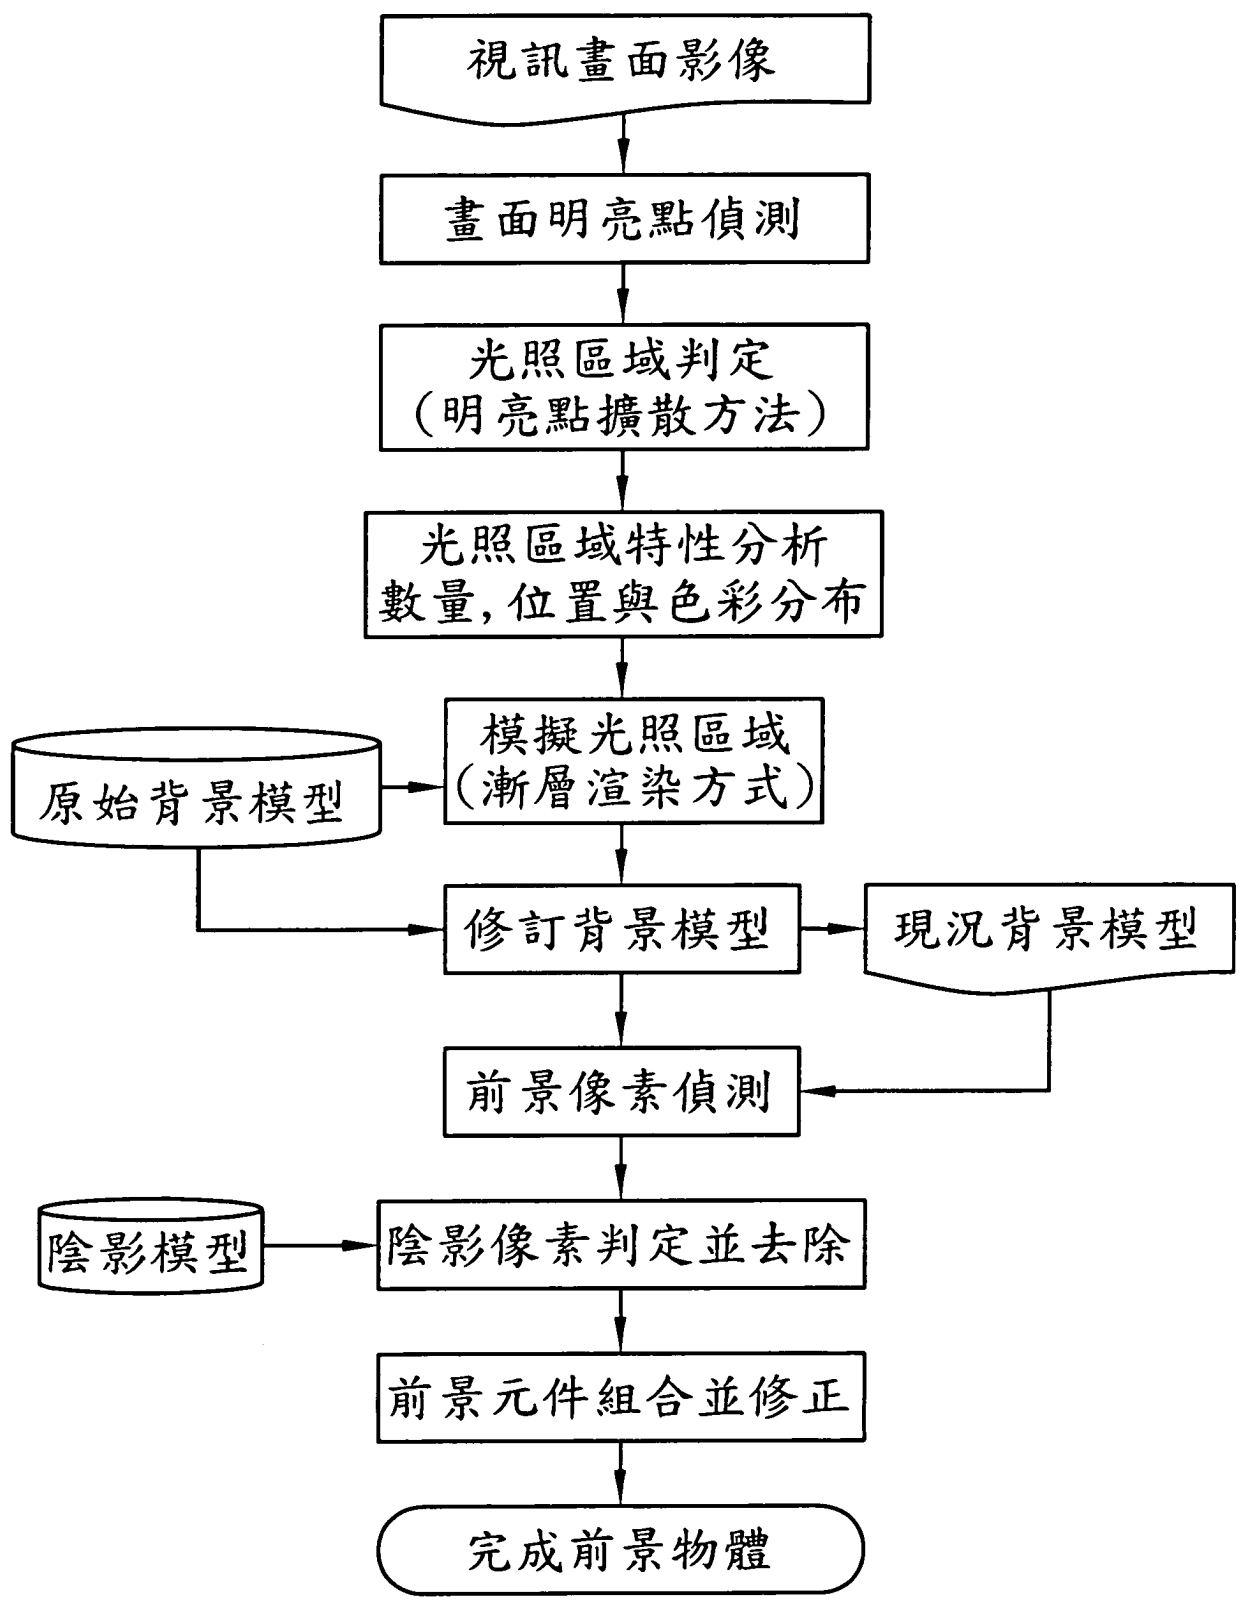 視訊畫面影像
畫面明亮點偵測
光照區域判定
(明亮點擴散方法)
光照區域特性分析
數量,位置與色彩分布
模擬光照區域
(漸層渲染方式)
原始背景模型
修訂背景模型
現況背景模型
前景像素偵測
陰影模型
陰影像素判定並去除
前景元件組合並修正
完成前景物體